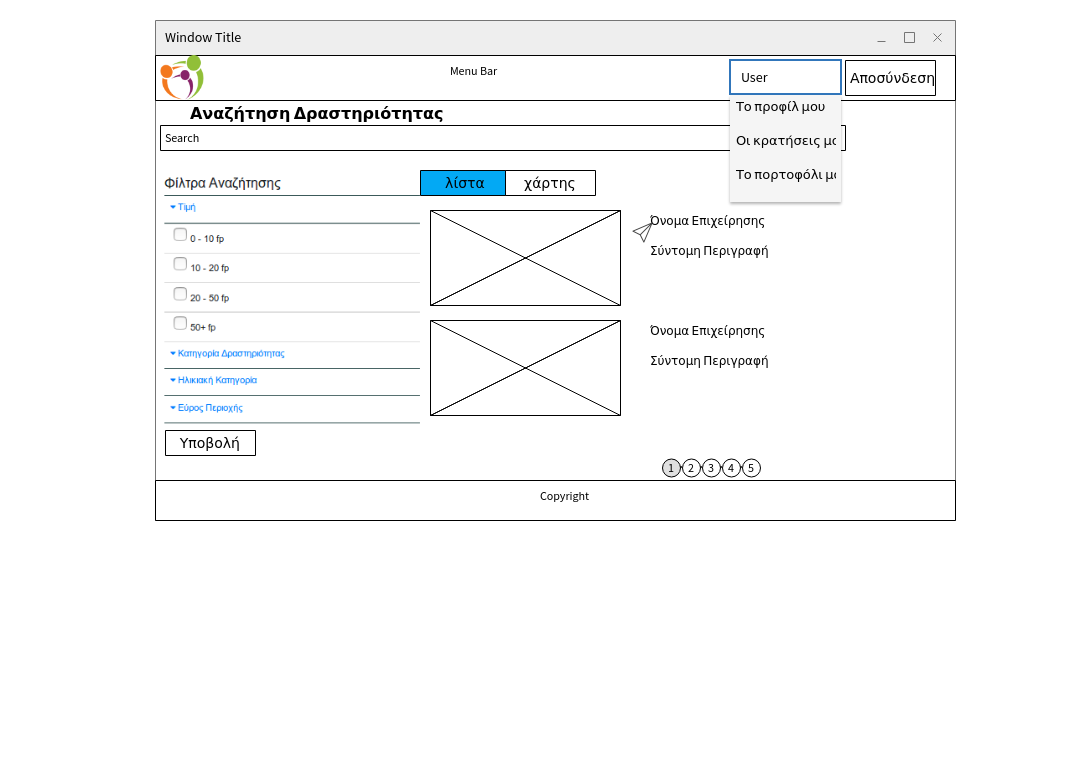 Window Title
Menu Bar
User
Αποσύνδεση
Το προφίλ μου
Αναζήτηση Δραστηριότητας
Search
Οι κρατήσεις
Το πορτοφόλι
Φίλτρα Αναζήτησης
λίστα
χάρτης
Τιμή
0 - 10 fp
10 - 20 fp
20 - 50 fp
50+ fp
Κατηγορία Δραστηριότητας
Ηλικιακή Κατηγορία
Εύρος Περιοχής
Υποβολή
Όνομα Επιχείρησης
Σύντομη Περιγραφή
Όνομα Επιχείρησης
Σύντομη Περιγραφή
1 2 3 4 5
Copyright